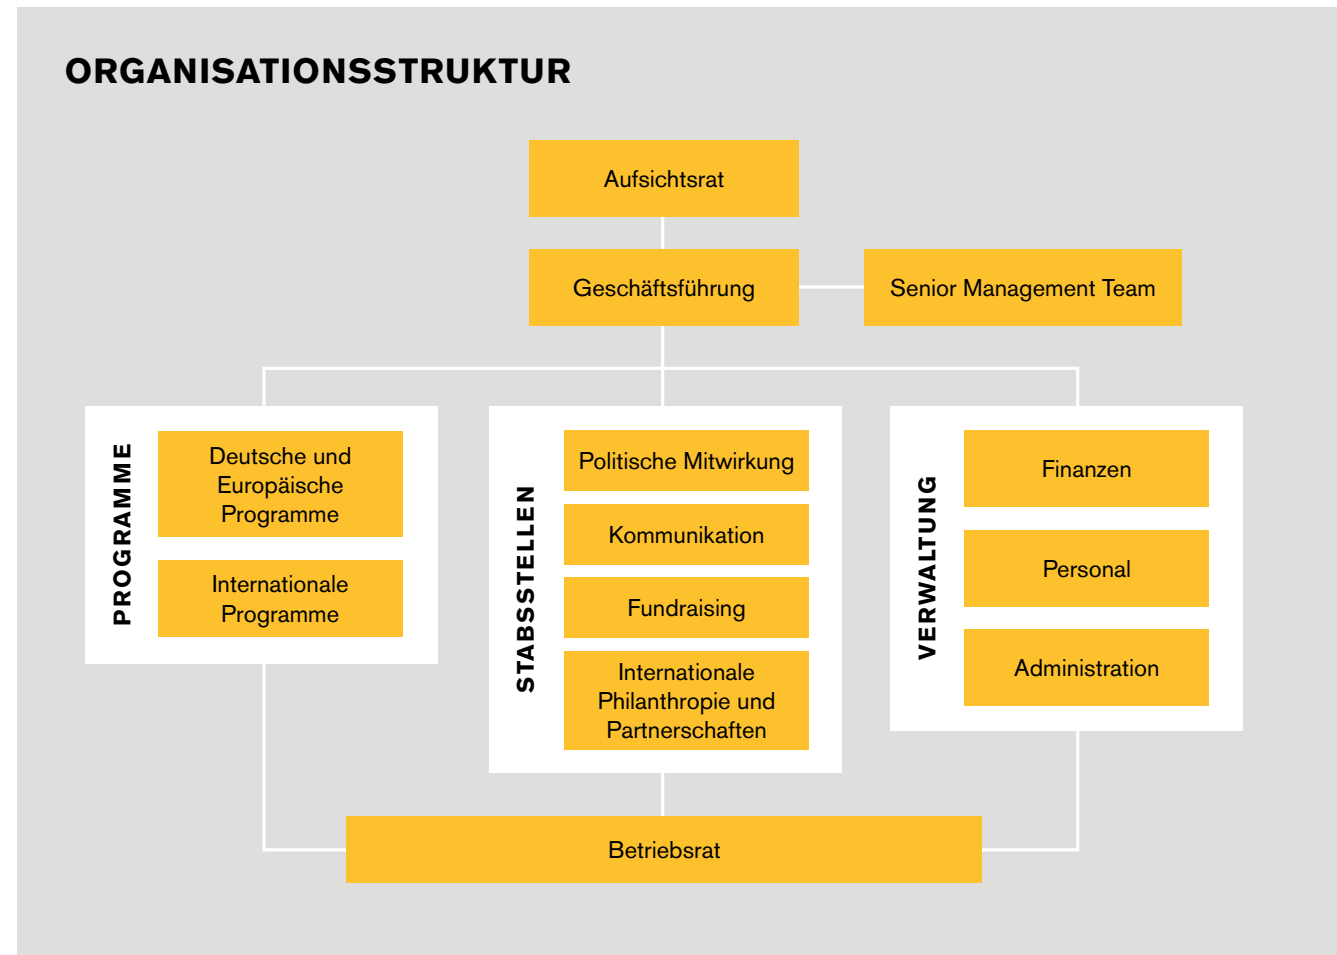 ORGANISATIONSSTRUKTUR
Aufsichtsrat
Geschäftsführung
Senior Management Team
PROGRAMME
Deutsche und
Europäische
Programme
Internationale
Programme
STABSSTELLEN
Politische Mitwirkung
Kommunikation
Fundraising
Internationale
Philanthropie und
Partnerschaften
VERWALTUNG
Finanzen
Personal
Administration
Betriebsrat